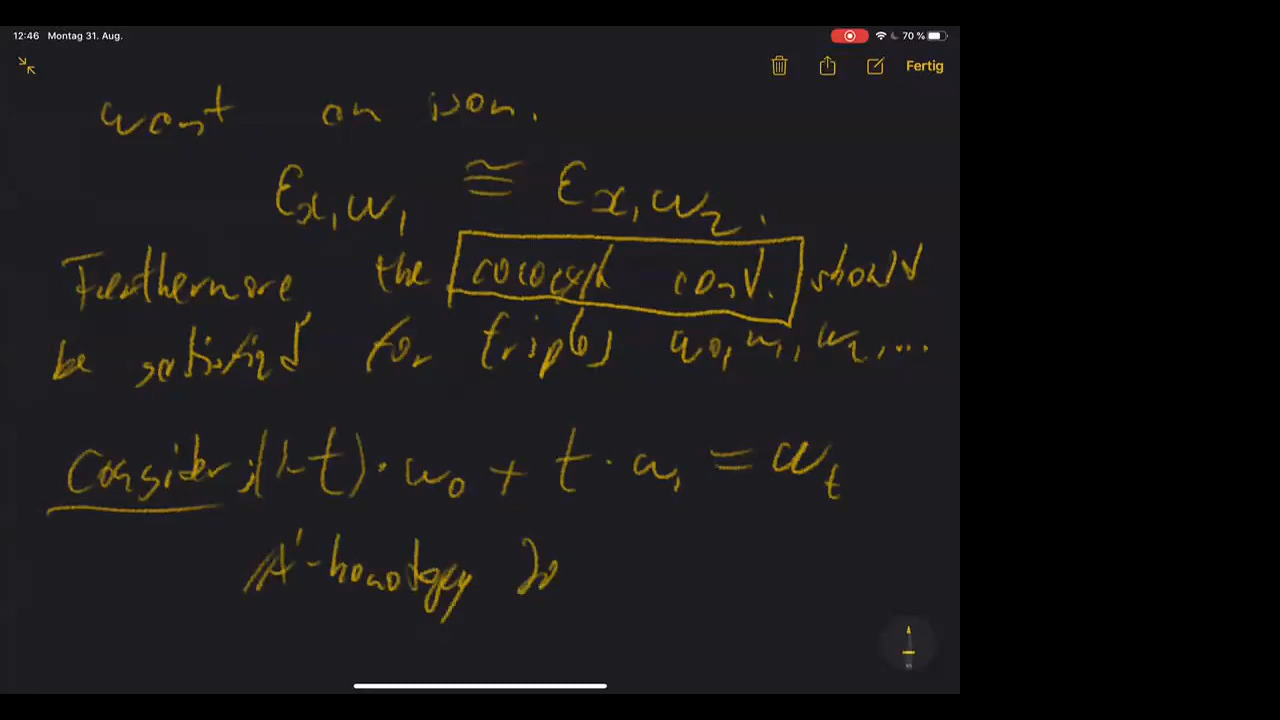 12:46 Montag 31. Aug. 70 %
Fertig
want an isom.
Ex,w1 ≅ Ex,w2.
Furthermore the cocycle cond. should
be satisfied for triples w0, w1, w2, ...
Consider: (1-t) · w0 + t · w1 = wt
A¹-homotopy